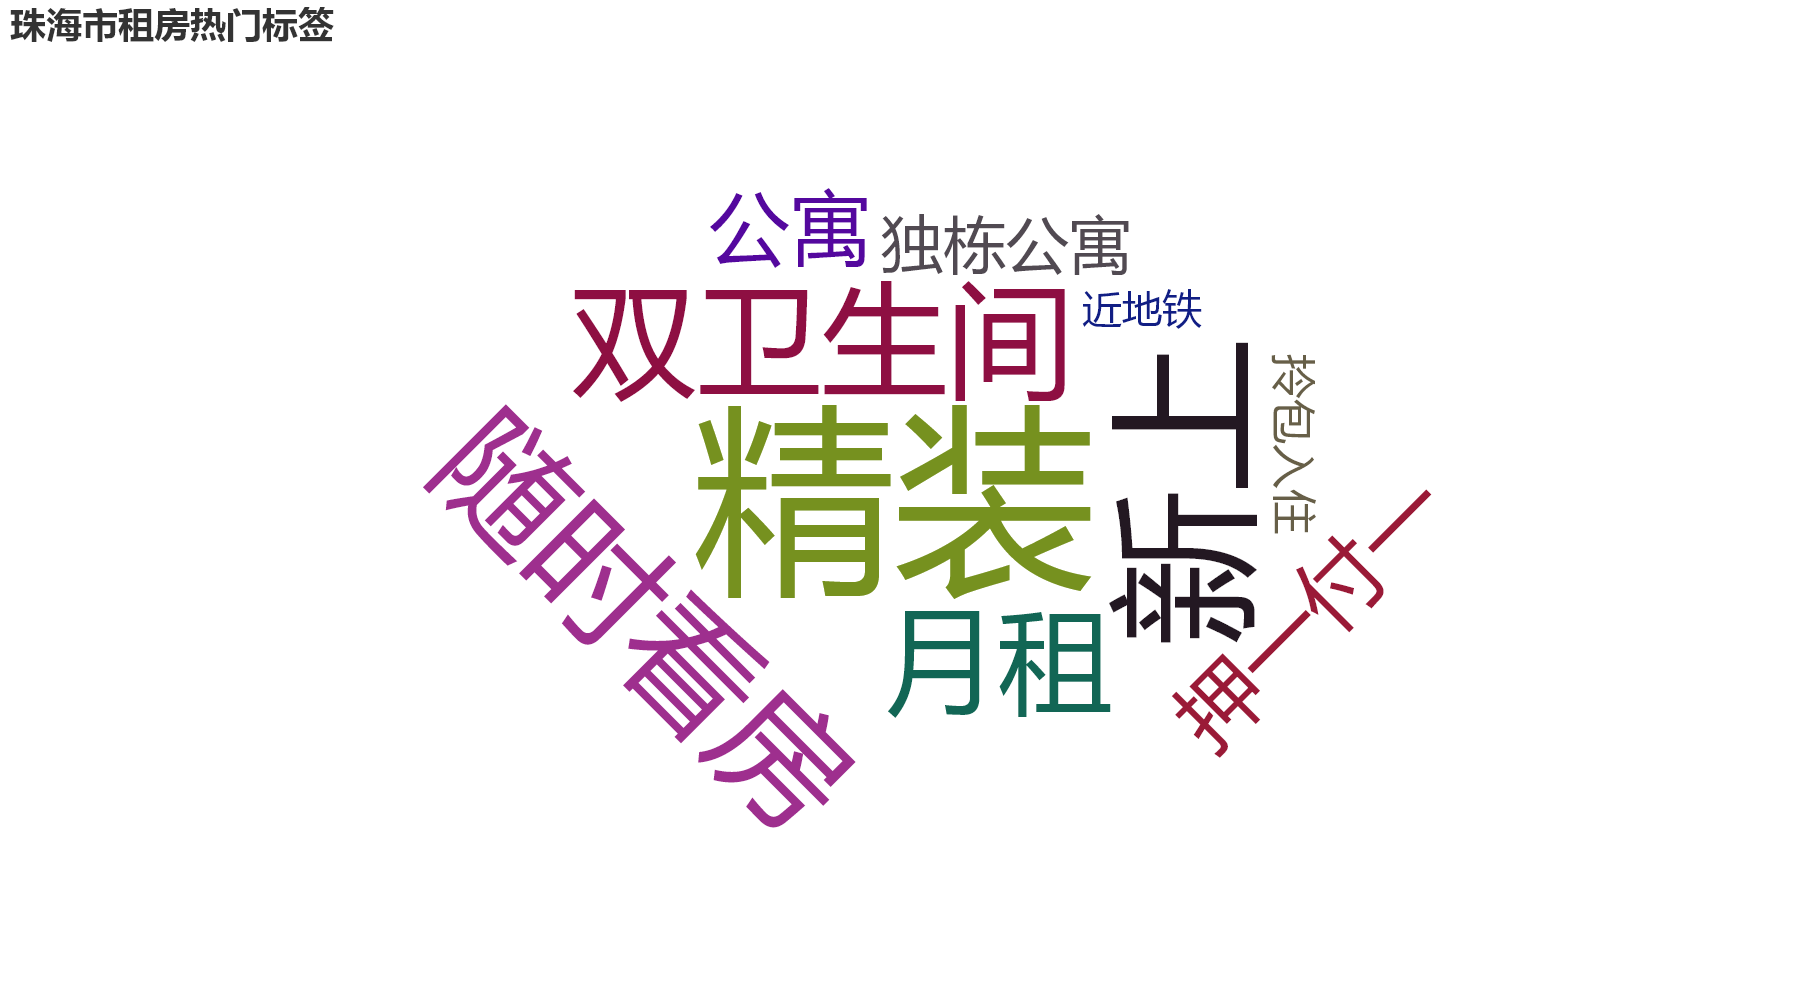 珠海市租房热门标签
公寓
独栋公寓
双卫生间
近地铁
新上
拎包入住
精装
随时看房
月租
押一付一